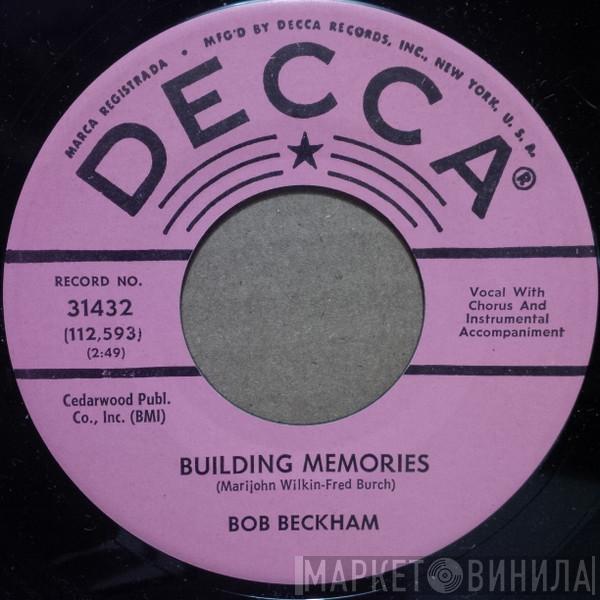 MARCA REGISTRADA • MFG'D BY DECCA RECORDS, INC., NEW YORK, U. S. A.
DECCA®
RECORD NO.
31432
(112,593)
(2:49)
Vocal With
Chorus And
Instrumental
Accompaniment
Cedarwood Publ.
Co., Inc. (BMI)
BUILDING MEMORIES
(Marijohn Wilkin-Fred Burch)
BOB BECKHAM
МАРКЕТ ВИНИЛА